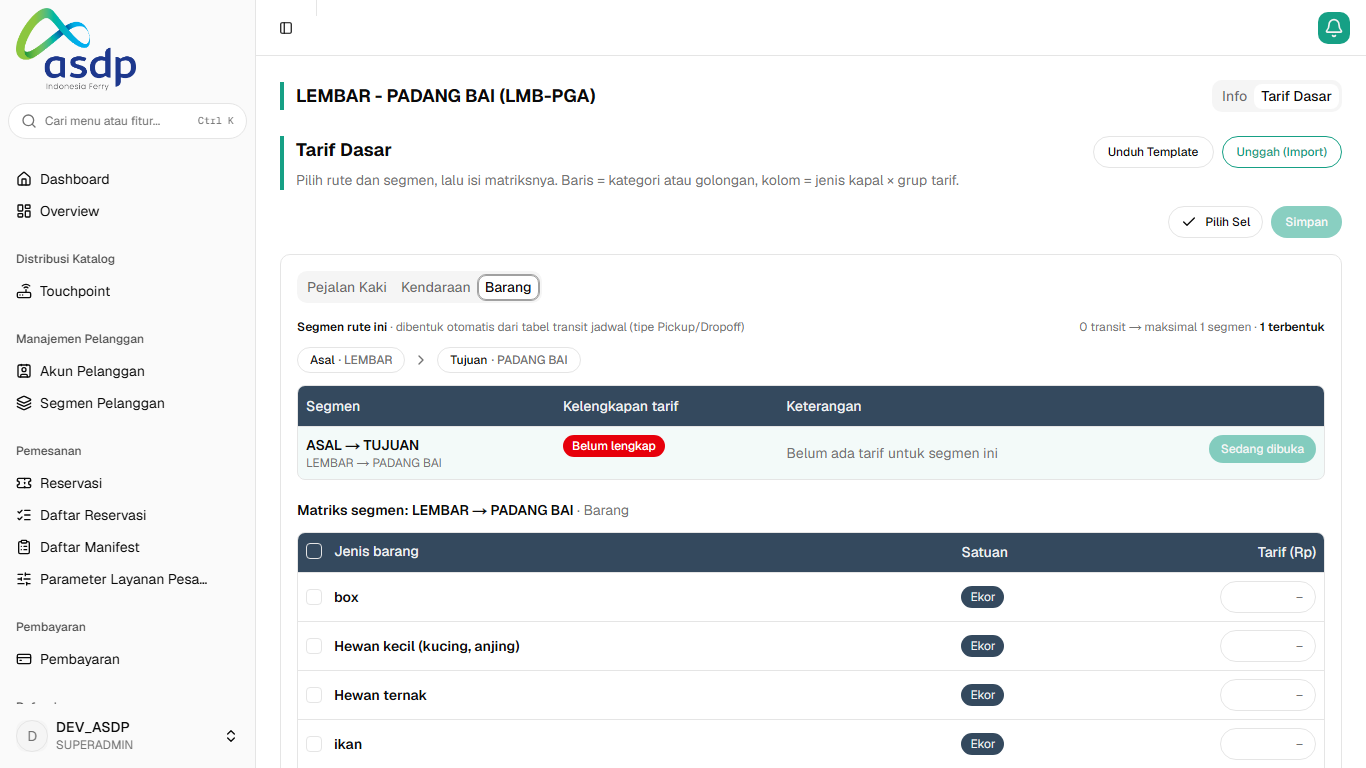 asdp
Indonesia Ferry
Cari menu atau fitur... Ctrl K
Dashboard
Overview
Distribusi Katalog
Touchpoint
Manajemen Pelanggan
Akun Pelanggan
Segmen Pelanggan
Pemesanan
Reservasi
Daftar Reservasi
Daftar Manifest
Parameter Layanan Pesa...
Pembayaran
Pembayaran
D
DEV_ASDP
SUPERADMIN
LEMBAR - PADANG BAI (LMB-PGA)
Info Tarif Dasar
Tarif Dasar
Unduh Template Unggah (Import)
Pilih rute dan segmen, lalu isi matriksnya. Baris = kategori atau golongan, kolom = jenis kapal × grup tarif.
Pilih Sel Simpan
Pejalan Kaki Kendaraan Barang
Segmen rute ini · dibentuk otomatis dari tabel transit jadwal (tipe Pickup/Dropoff)
0 transit → maksimal 1 segmen · 1 terbentuk
Asal · LEMBAR > Tujuan · PADANG BAI
Segmen Kelengkapan tarif Keterangan
ASAL → TUJUAN
LEMBAR → PADANG BAI
Belum lengkap
Belum ada tarif untuk segmen ini
Sedang dibuka
Matriks segmen: LEMBAR → PADANG BAI · Barang
Jenis barang Satuan Tarif (Rp)
box Ekor –
Hewan kecil (kucing, anjing) Ekor –
Hewan ternak Ekor –
ikan Ekor –